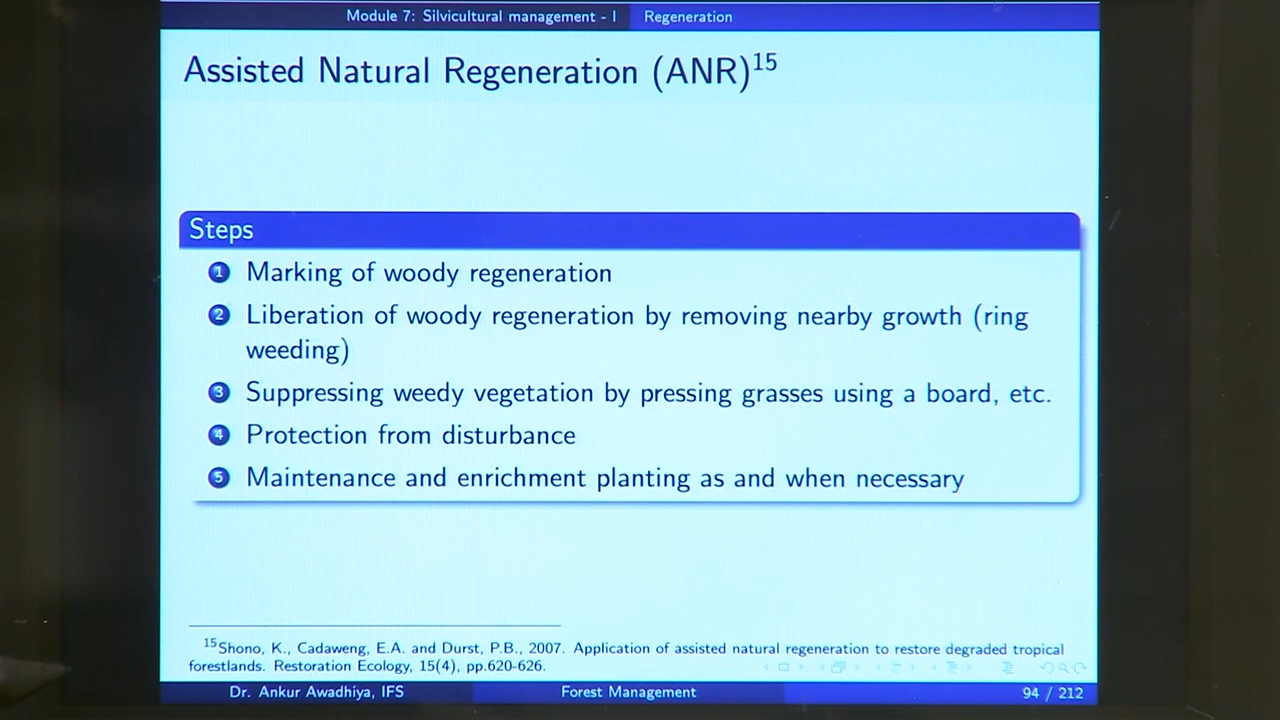 Module 7: Silvicultural management - I Regeneration
Assisted Natural Regeneration (ANR)15
Steps
1 Marking of woody regeneration
2 Liberation of woody regeneration by removing nearby growth (ring
weeding)
3 Suppressing weedy vegetation by pressing grasses using a board, etc.
4 Protection from disturbance
5 Maintenance and enrichment planting as and when necessary
15Shono, K., Cadaweng, E.A. and Durst, P.B., 2007. Application of assisted natural regeneration to restore degraded tropical
forestlands. Restoration Ecology, 15(4), pp.620-626.
Dr. Ankur Awadhiya, IFS Forest Management 94 / 212